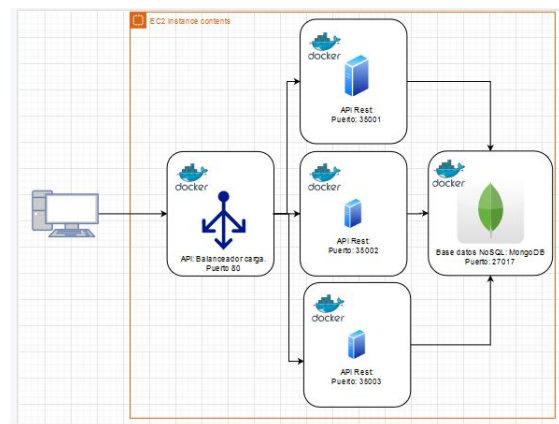 EC2 Instance contents
docker
API Rest:
Puerto: 35001
docker
API: Balanceador carga.
Puerto 80
docker
API Rest:
Puerto: 35002
docker
Base datos NoSQL: MongoDB
Puerto: 27017
docker
API Rest:
Puerto: 35003